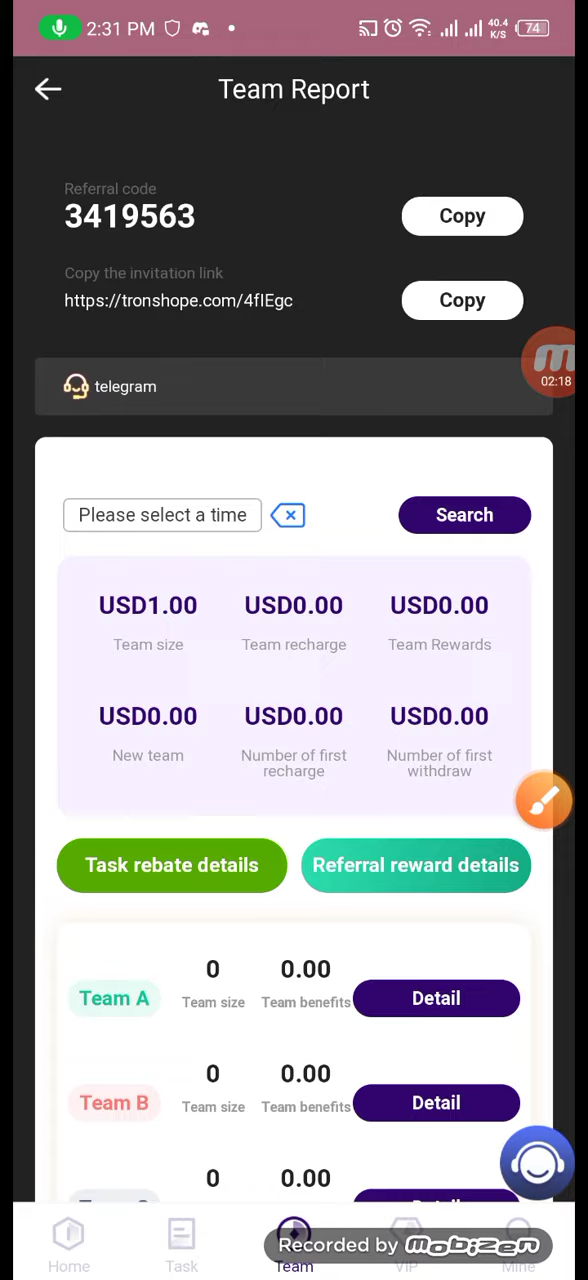 2:31 PM
40.4
K/S
74
Team Report
Referral code
3419563
Copy
Copy the invitation link
https://tronshope.com/4fIEgc
Copy
02:18
telegram
Please select a time
Search
USD1.00
USD0.00
USD0.00
Team size
Team recharge
Team Rewards
USD0.00
USD0.00
USD0.00
New team
Number of first
recharge
Number of first
withdraw
Task rebate details
Referral reward details
0
0.00
Team A
Team size
Team benefits
Detail
0
0.00
Team B
Team size
Team benefits
Detail
0
0.00
Recorded by mobizen
Home
Task
Team
VIP
Mine